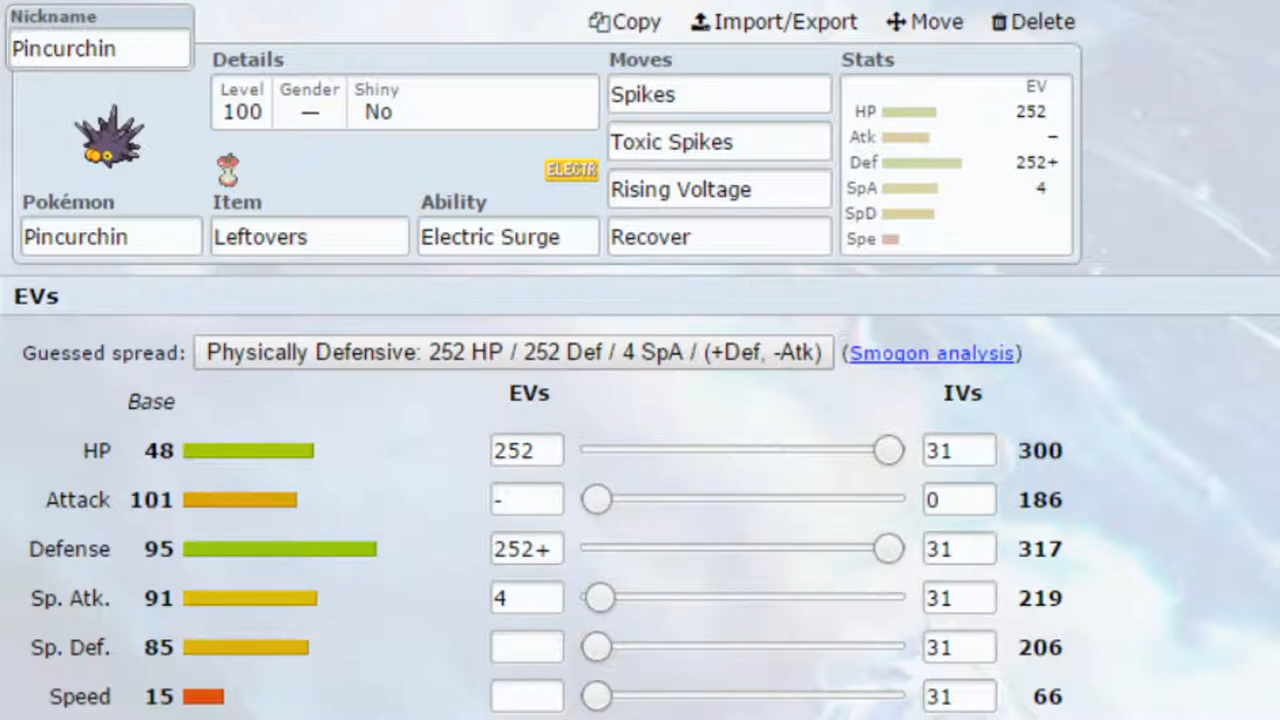 Nickname
Pincurchin
Copy Import/Export Move Delete
Details
Level Gender Shiny
100 — No
ELECTR
Pokémon Item Ability
Pincurchin Leftovers Electric Surge
Moves
Spikes
Toxic Spikes
Rising Voltage
Recover
Stats
EV
HP 252
Atk –
Def 252+
SpA 4
SpD
Spe
EVs
Guessed spread: Physically Defensive: 252 HP / 252 Def / 4 SpA / (+Def, -Atk) (Smogon analysis)
Base EVs IVs
HP 48 252 31 300
Attack 101 - 0 186
Defense 95 252+ 31 317
Sp. Atk. 91 4 31 219
Sp. Def. 85 31 206
Speed 15 31 66